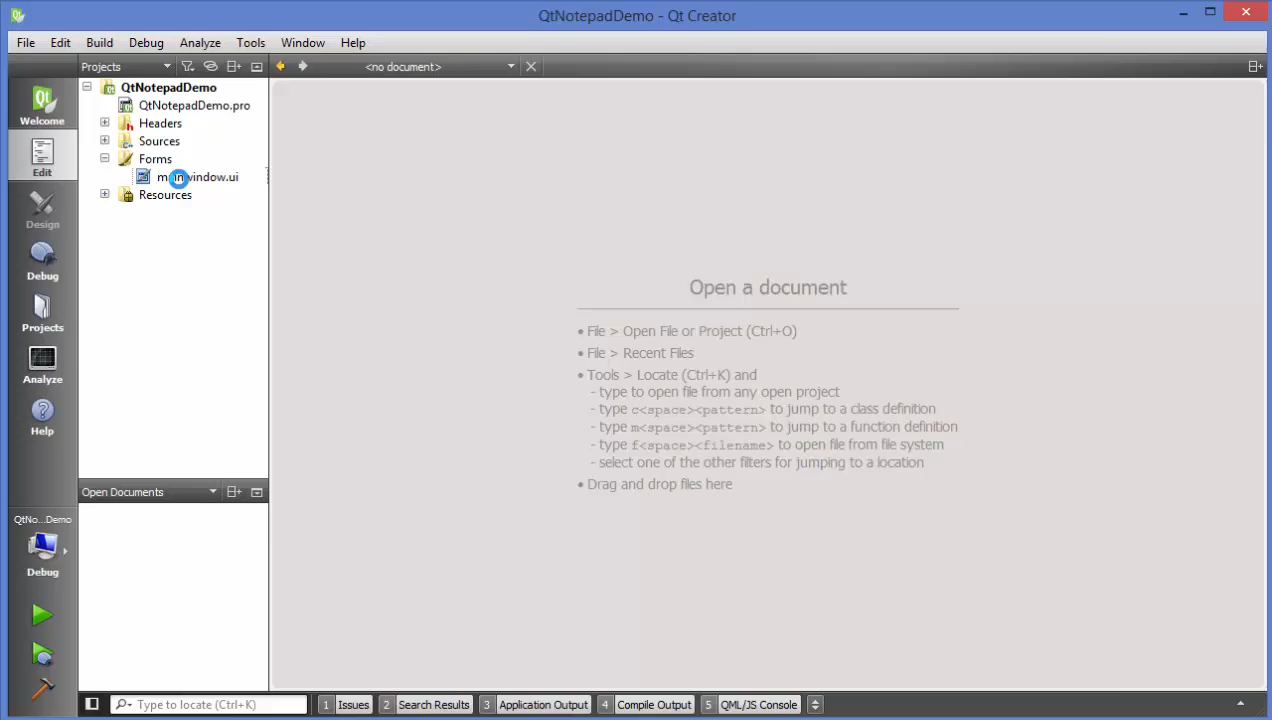 QtNotepadDemo - Qt Creator
File Edit Build Debug Analyze Tools Window Help
Projects
<no document>
Welcome
Edit
Design
Debug
Projects
Analyze
Help
QtNo...Demo
Debug
QtNotepadDemo
QtNotepadDemo.pro
Headers
Sources
Forms
mainwindow.ui
Resources
Open Documents
Open a document
• File > Open File or Project (Ctrl+O)
• File > Recent Files
• Tools > Locate (Ctrl+K) and
- type to open file from any open project
- type c<space><pattern> to jump to a class definition
- type m<space><pattern> to jump to a function definition
- type f<space><filename> to open file from file system
- select one of the other filters for jumping to a location
• Drag and drop files here
Type to locate (Ctrl+K)
1 Issues 2 Search Results 3 Application Output 4 Compile Output 5 QML/JS Console